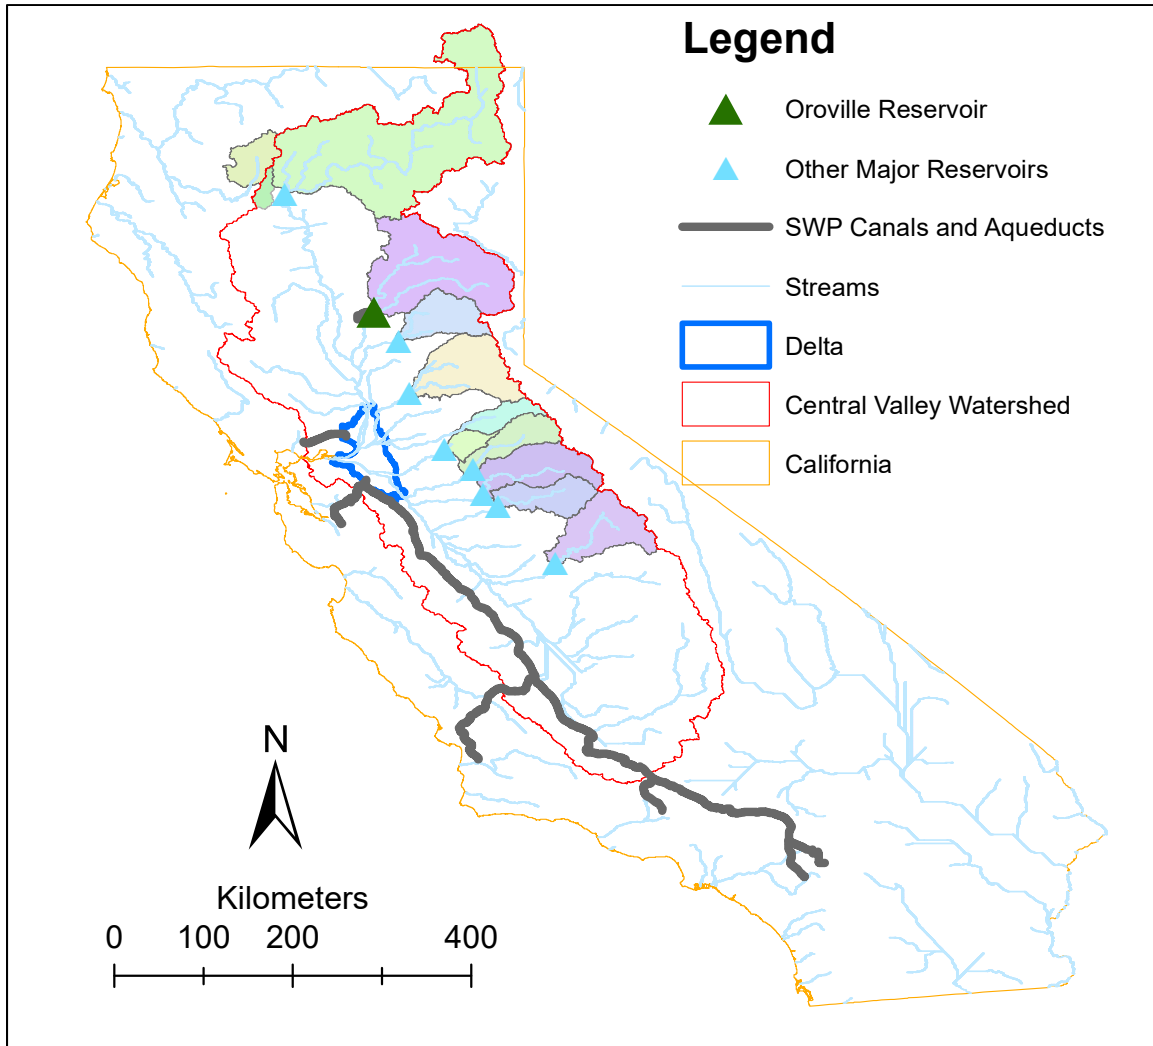 Legend
Oroville Reservoir
Other Major Reservoirs
SWP Canals and Aqueducts
Streams
Delta
Central Valley Watershed
California
N
Kilometers
0 100 200 400